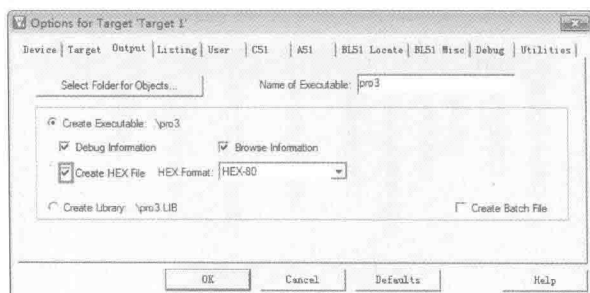 Options for Target 'Target 1'
Device Target Output Listing User C51 A51 BL51 Locate BL51 Misc Debug Utilities
Select Folder for Objects... Name of Executable: pro3
Create Executable: .\pro3
Debug Information Browse Information
Create HEX File HEX Format: HEX-80
Create Library: .\pro3.LIB Create Batch File
OK Cancel Defaults Help